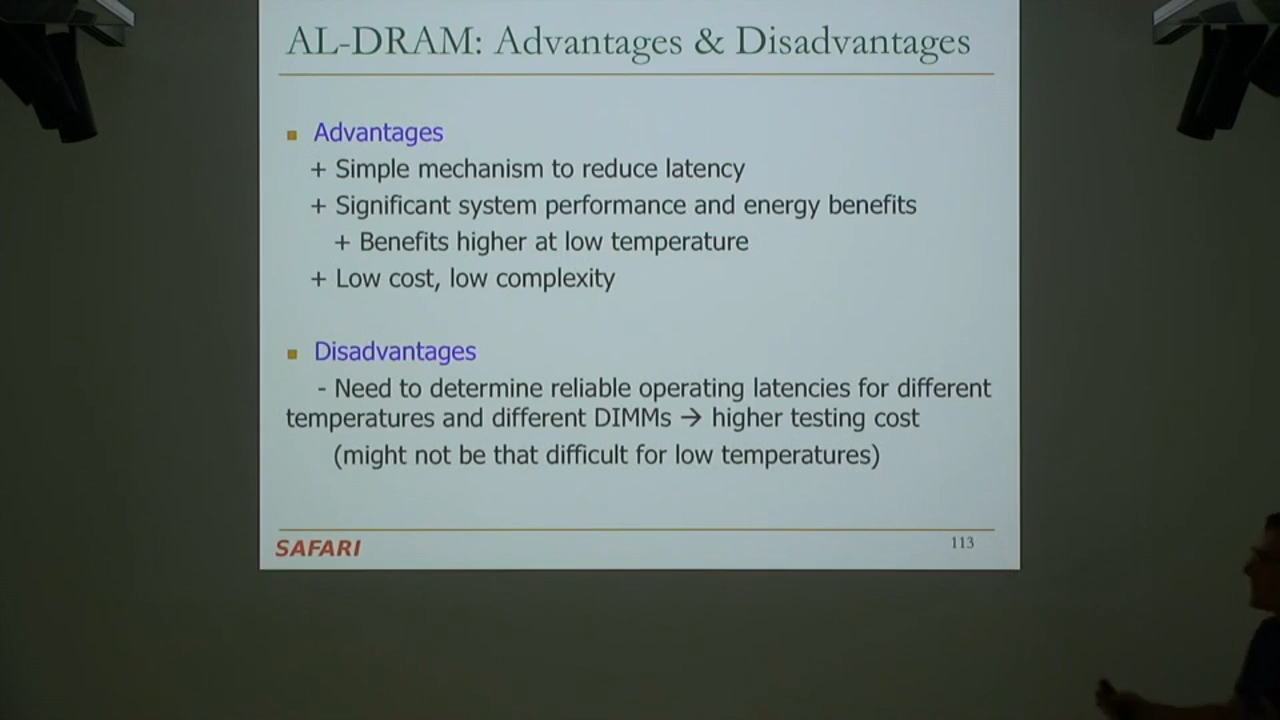 AL-DRAM: Advantages & Disadvantages
■ Advantages
+ Simple mechanism to reduce latency
+ Significant system performance and energy benefits
+ Benefits higher at low temperature
+ Low cost, low complexity
■ Disadvantages
- Need to determine reliable operating latencies for different
temperatures and different DIMMs → higher testing cost
(might not be that difficult for low temperatures)
SAFARI
113